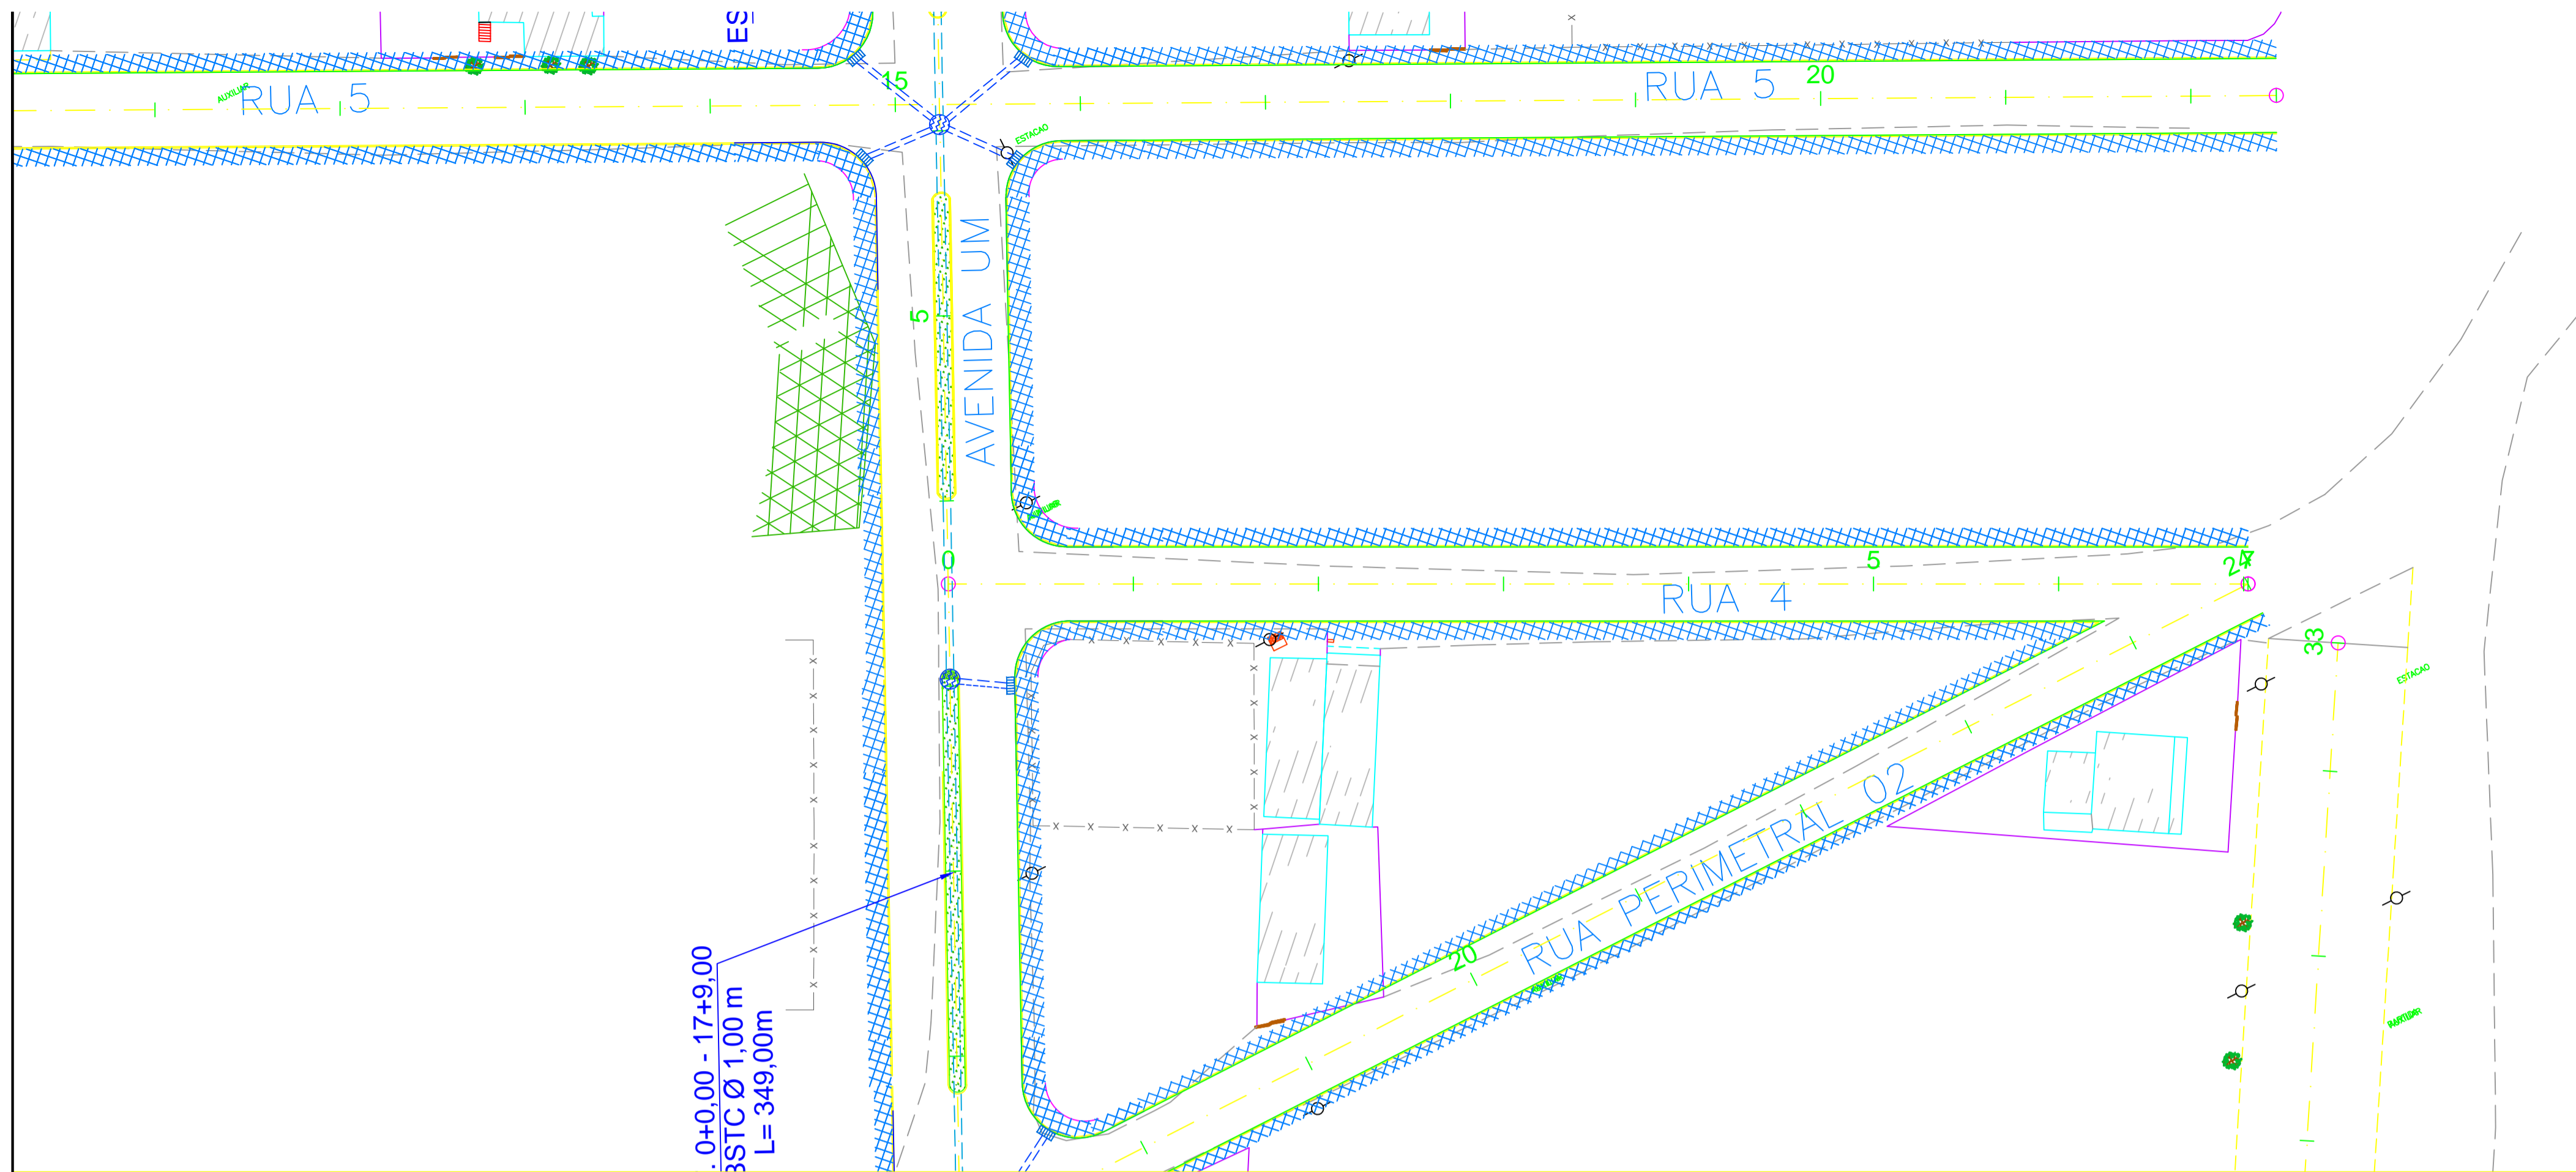 ES
RUA 5
AUXILIAR
15
RUA 5
20
ESTACAO
AVENIDA UM
5
0
5
24
RUA 4
33
ESTACAO
RUA PERIMETRAL 02
20
0+0,00 - 17+9,00
BSTC Ø 1,00 m
L= 349,00m